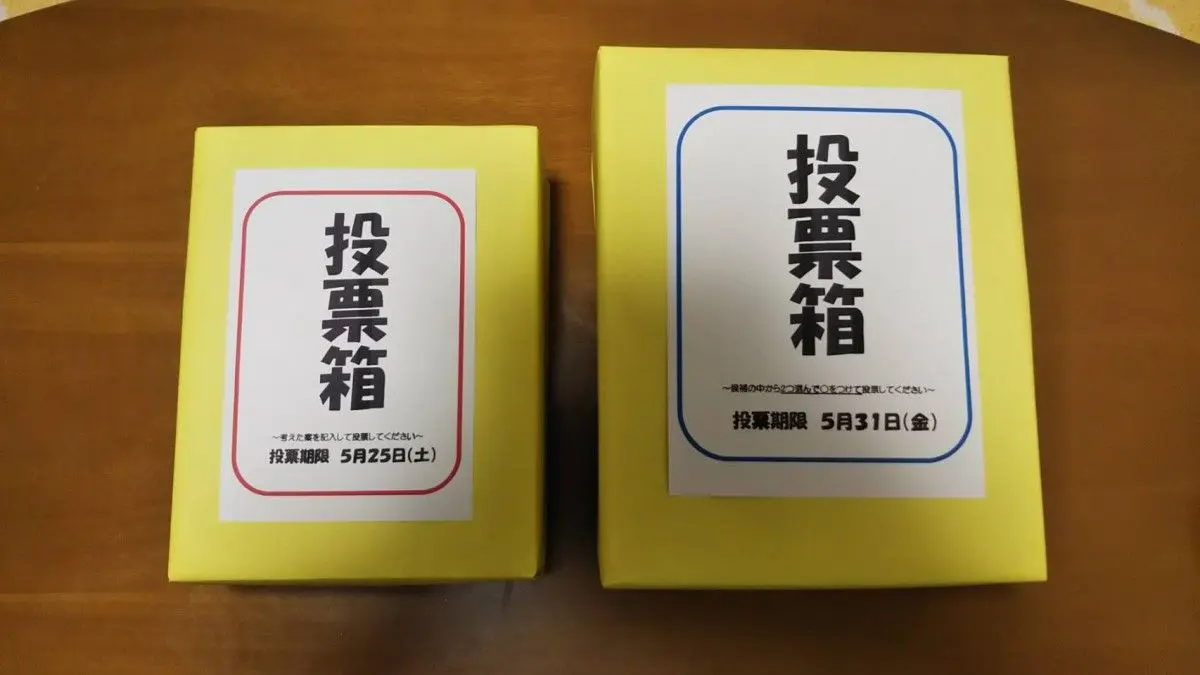 投票箱
～考えた案を記入して投票してください～
投票期限 5月25日(土)
投票箱
～候補の中から2つ選んで○をつけて投票してください～
投票期限 5月31日(金)